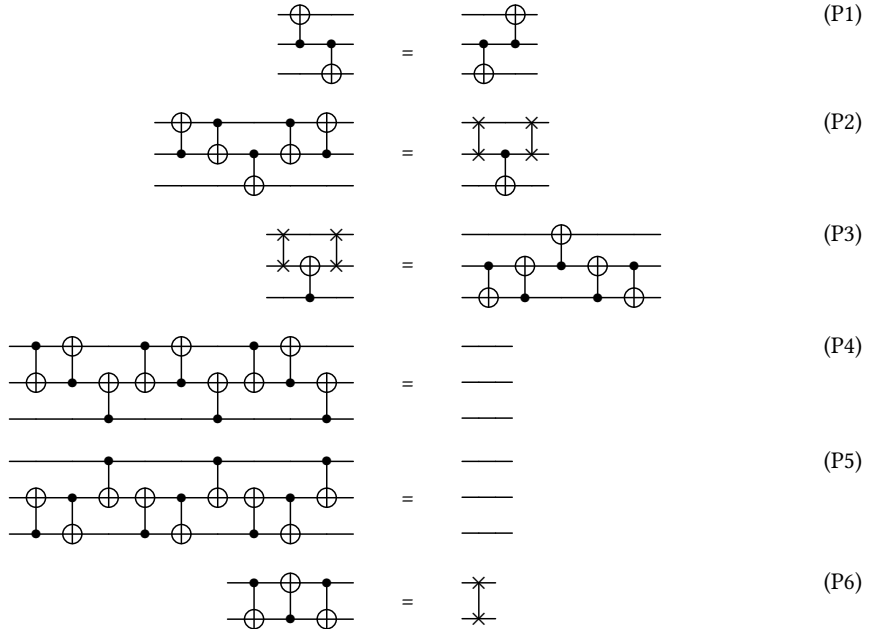 = (P1)
= (P2)
= (P3)
= (P4)
= (P5)
= (P6)